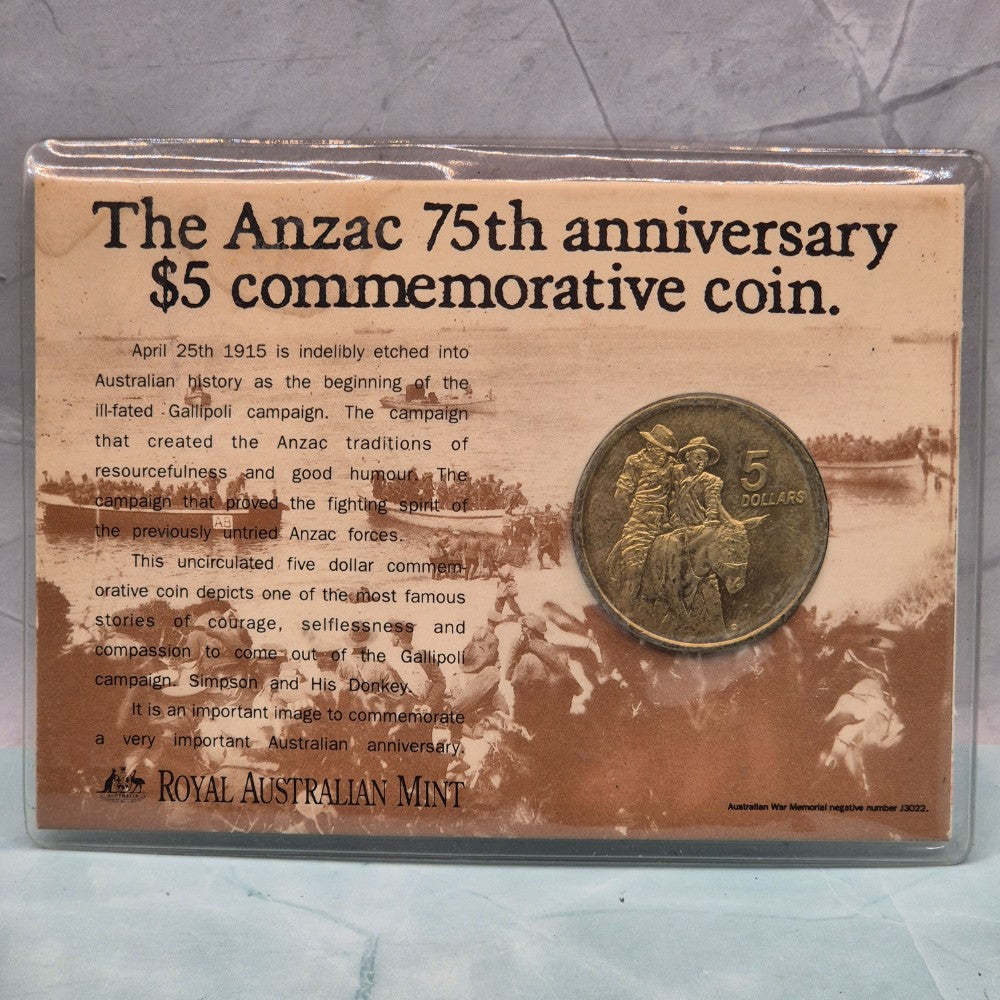 The Anzac 75th anniversary
$5 commemorative coin.
April 25th 1915 is indelibly etched into
Australian history as the beginning of the
ill-fated Gallipoli campaign. The campaign
that created the Anzac traditions of
resourcefulness and good humour. The
campaign that proved the fighting spirit of
the previously untried Anzac forces.
This uncirculated five dollar commem-
orative coin depicts one of the most famous
stories of courage, selflessness and
compassion to come out of the Gallipoli
campaign. Simpson and His Donkey.
It is an important image to commemorate
a very important Australian anniversary.
ROYAL AUSTRALIAN MINT
AUSTRALIA
5
DOLLARS
A8
Australian War Memorial negative number J3022.